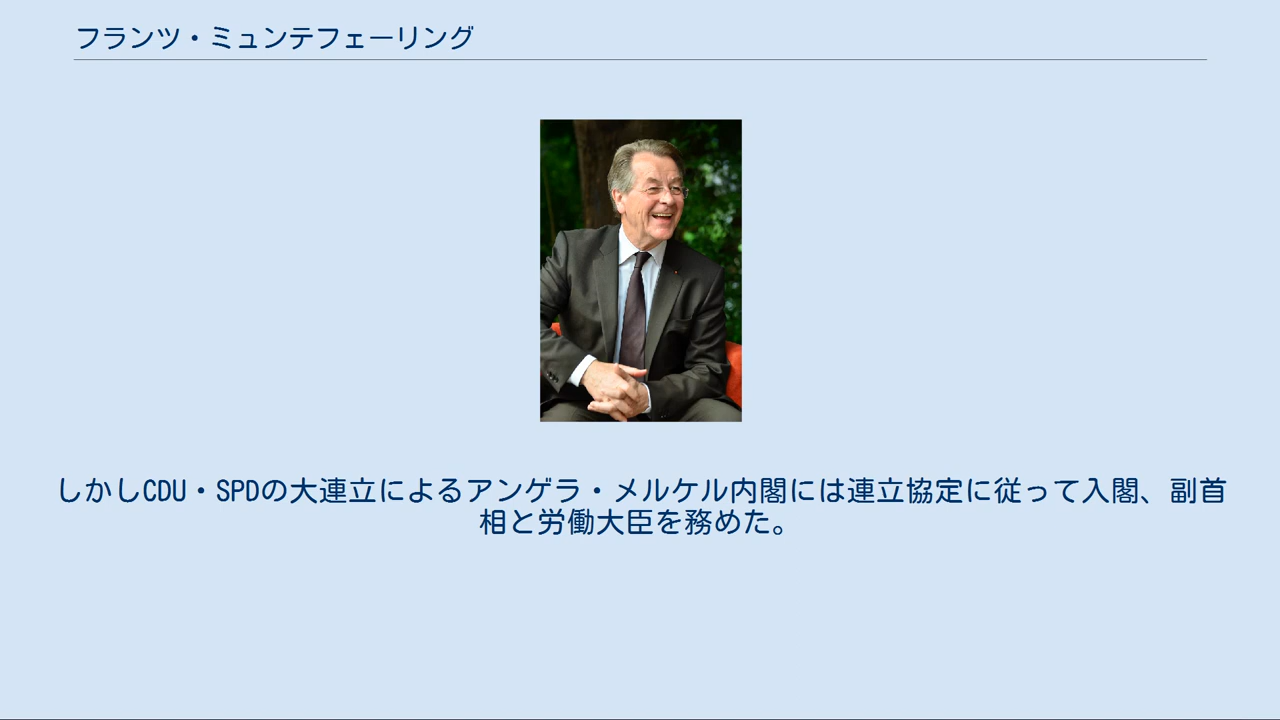 フランツ・ミュンテフェーリング
しかしCDU・SPDの大連立によるアンゲラ・メルケル内閣には連立協定に従って入閣、副首
相と労働大臣を務めた。